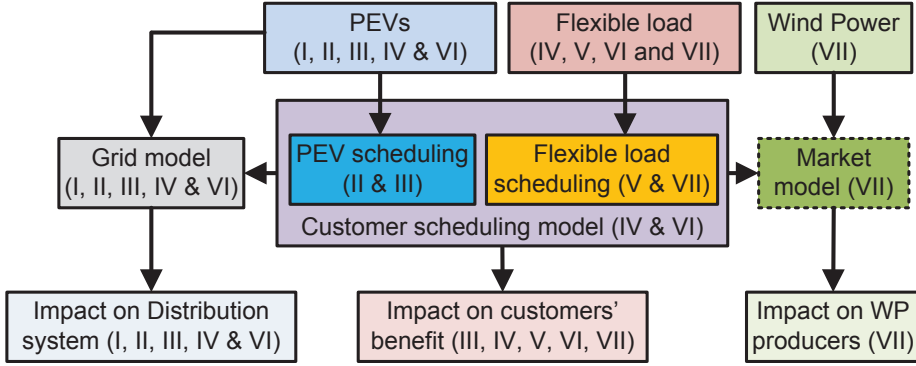 PEVs
(I, II, III, IV & VI)
Flexible load
(IV, V, VI and VII)
Wind Power
(VII)
Grid model
(I, II, III, IV & VI)
PEV scheduling
(II & III)
Flexible load
scheduling (V & VII)
Market
model (VII)
Customer scheduling model (IV & VI)
Impact on Distribution
system (I, II, III, IV & VI)
Impact on customers’
benefit (III, IV, V, VI, VII)
Impact on WP
producers (VII)